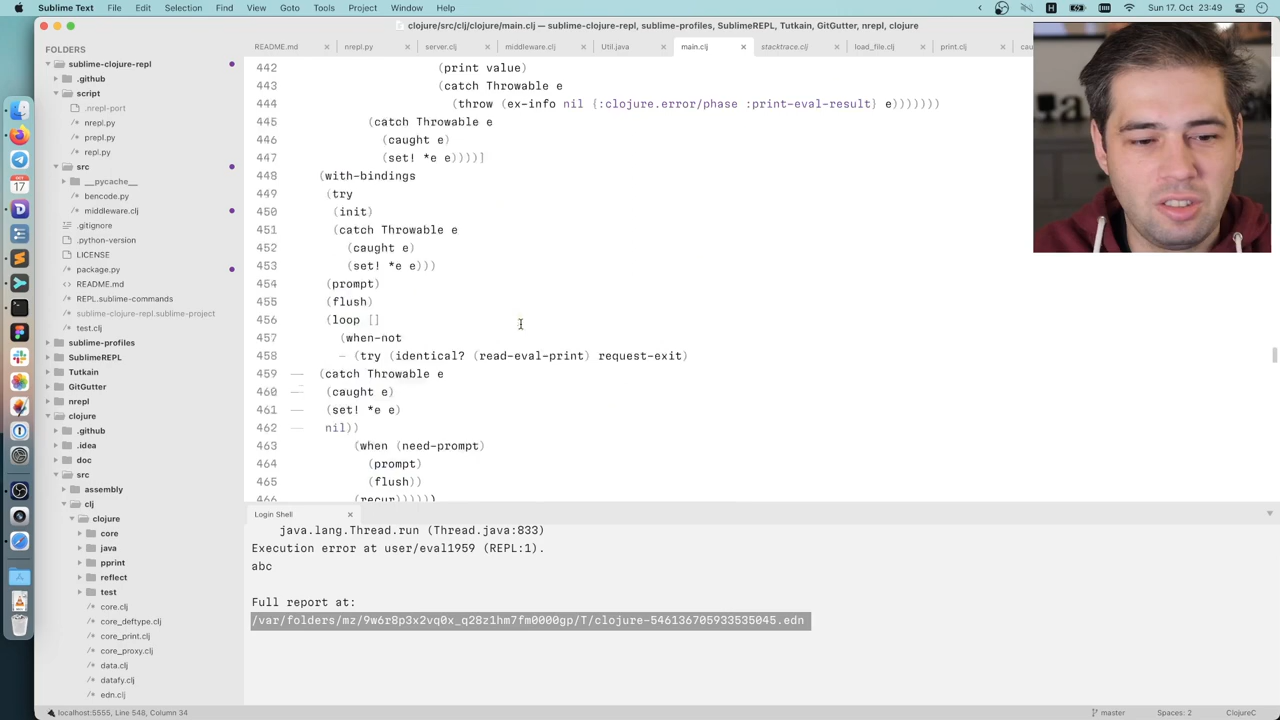 Sublime Text File Edit Selection Find View Goto Tools Project Window Help
Sun 17. Oct 23:49
clojure/src/clj/clojure/main.clj — sublime-clojure-repl, sublime-profiles, SublimeREPL, Tutkain, GitGutter, nrepl, clojure
README.md nrepl.py server.clj middleware.clj Util.java main.clj stacktrace.clj load_file.clj print.clj
FOLDERS
sublime-clojure-repl
.github
script
.nrepl-port
nrepl.py
prepl.py
repl.py
src
__pycache__
bencode.py
middleware.clj
.gitignore
.python-version
LICENSE
package.py
README.md
REPL.sublime-commands
sublime-clojure-repl.sublime-project
test.clj
sublime-profiles
SublimeREPL
Tutkain
GitGutter
nrepl
clojure
.github
.idea
doc
src
assembly
clj
clojure
core
java
pprint
reflect
test
core.clj
core_deftype.clj
core_print.clj
core_proxy.clj
data.clj
datafy.clj
edn.clj
442 (print value)
443 (catch Throwable e
444 (throw (ex-info nil {:clojure.error/phase :print-eval-result} e)))))))
445 (catch Throwable e
446 (caught e)
447 (set! *e e))))]
448 (with-bindings
449 (try
450 (init)
451 (catch Throwable e
452 (caught e)
453 (set! *e e)))
454 (prompt)
455 (flush)
456 (loop []
457 (when-not
458 (try (identical? (read-eval-print) request-exit)
459 (catch Throwable e
460 (caught e)
461 (set! *e e)
462 nil))
463 (when (need-prompt)
464 (prompt)
465 (flush))
466 (recur))))))
Login Shell
java.lang.Thread.run (Thread.java:833)
Execution error at user/eval1959 (REPL:1).
abc
Full report at:
/var/folders/mz/9w6r8p3x2vq0x_q28z1hm7fm0000gp/T/clojure-546136705933535045.edn
localhost:5555, Line 548, Column 34
master
Spaces: 2
ClojureC